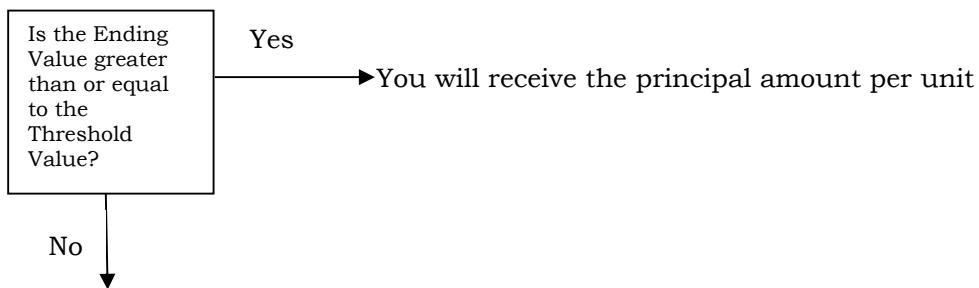 Is the Ending
Value greater
than or equal
to the
Threshold
Value?
Yes
You will receive the principal amount per unit
No